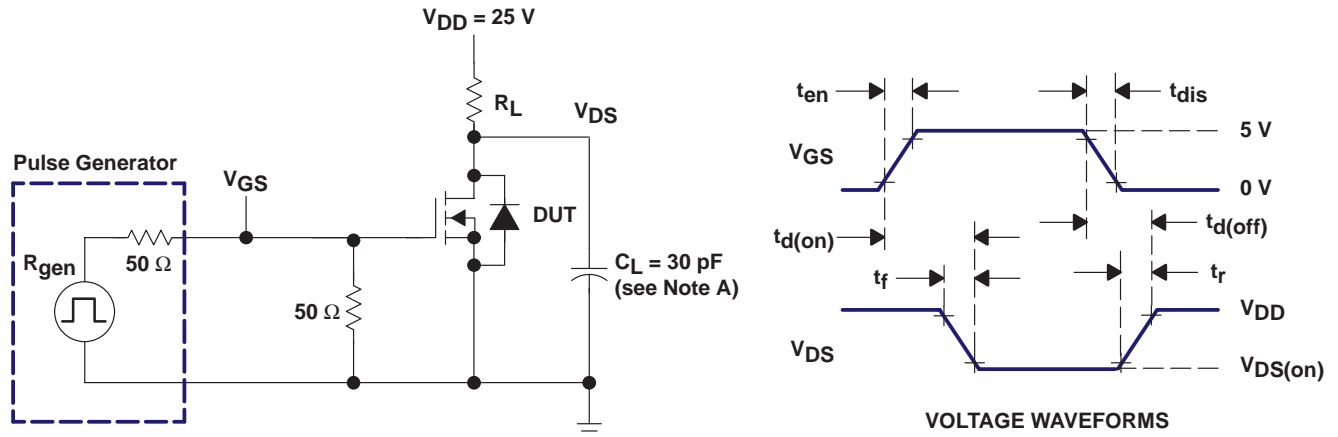 VDD = 25 V
RL
VDS
Pulse Generator
VGS
DUT
Rgen
50 Ω
50 Ω
CL = 30 pF
(see Note A)
ten
tdis
5 V
VGS
0 V
td(on)
td(off)
tf
tr
VDD
VDS
VDS(on)
VOLTAGE WAVEFORMS